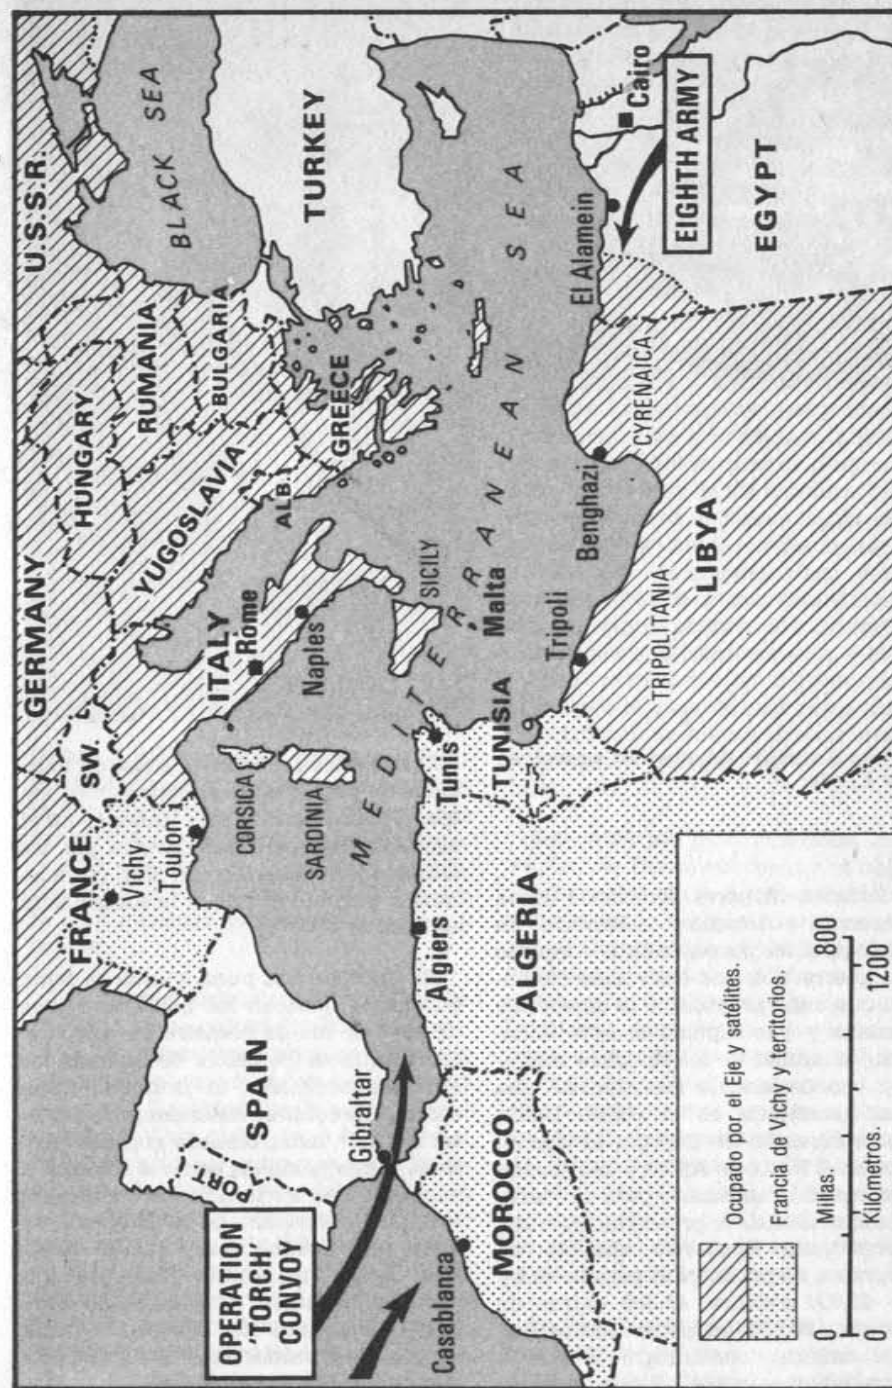 U.S.S.R.
BLACK SEA
TURKEY
GERMANY
HUNGARY
RUMANIA
BULGARIA
YUGOSLAVIA
ALB.
GREECE
SW.
FRANCE
Vichy
Toulon
ITALY
Rome
Naples
CORSICA
SARDINIA
SICILY
Malta
MEDITERRANEAN SEA
SPAIN
PORT
Gibraltar
OPERATION
'TORCH'
CONVOY
Casablanca
MOROCCO
Algiers
ALGERIA
Tunis
TUNISIA
Tripoli
TRIPOLITANIA
LIBYA
Benghazi
CYRENAICA
El Alamein
Cairo
EIGHTH ARMY
EGYPT
Ocupado por el Eje y satélites.
Francia de Vichy y territorios.
0 Millas. 800
0 Kilómetros. 1200